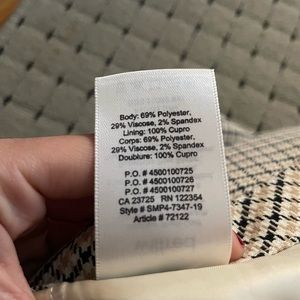 Body: 69% Polyester,
29% Viscose, 2% Spandex
Lining: 100% Cupro
Corps: 69% Polyester,
29% Viscose, 2% Spandex
Doublure: 100% Cupro
P.O. # 4500100725
P.O. # 4500100726
P.O. # 4500100727
CA 23725 RN 122354
Style # SMP4-7347-19
Article # 72122
Wilfred